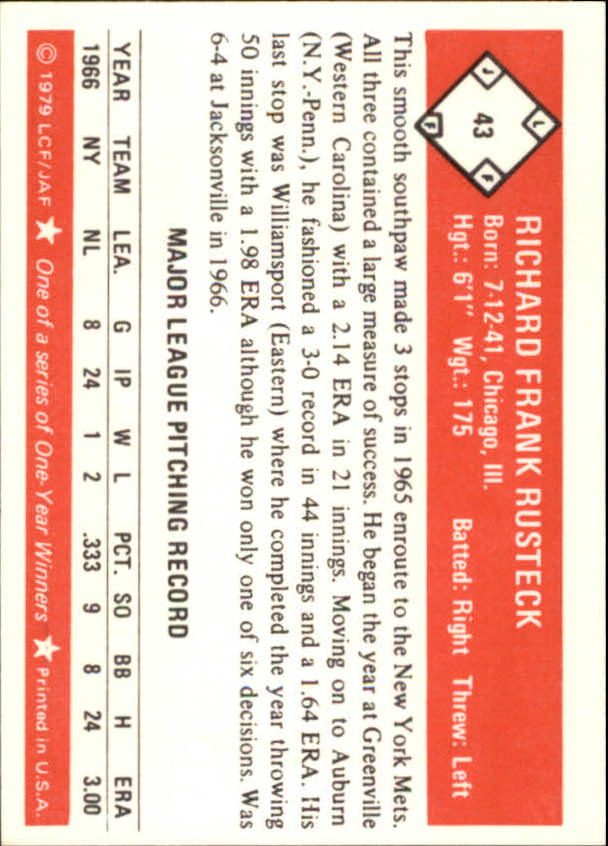 43
J
L
F
F
RICHARD FRANK RUSTECK
Born: 7-12-41, Chicago, Ill.
Hgt.: 6'1" Wgt.: 175 Batted: Right Threw: Left
This smooth southpaw made 3 stops in 1965 enroute to the New York Mets.
All three contained a large measure of success. He began the year at Greenville
(Western Carolina) with a 2.14 ERA in 21 innings. Moving on to Auburn
(N.Y.-Penn.), he fashioned a 3-0 record in 44 innings and a 1.64 ERA. His
last stop was Williamsport (Eastern) where he completed the year throwing
50 innings with a 1.98 ERA although he won only one of six decisions. Was
6-4 at Jacksonville in 1966.
MAJOR LEAGUE PITCHING RECORD
YEAR TEAM LEA. G IP W L PCT. SO BB H ERA
1966 NY NL 8 24 1 2 .333 9 8 24 3.00
© 1979 LCF/JAF ★ One of a series of One-Year Winners ★ Printed in U.S.A.